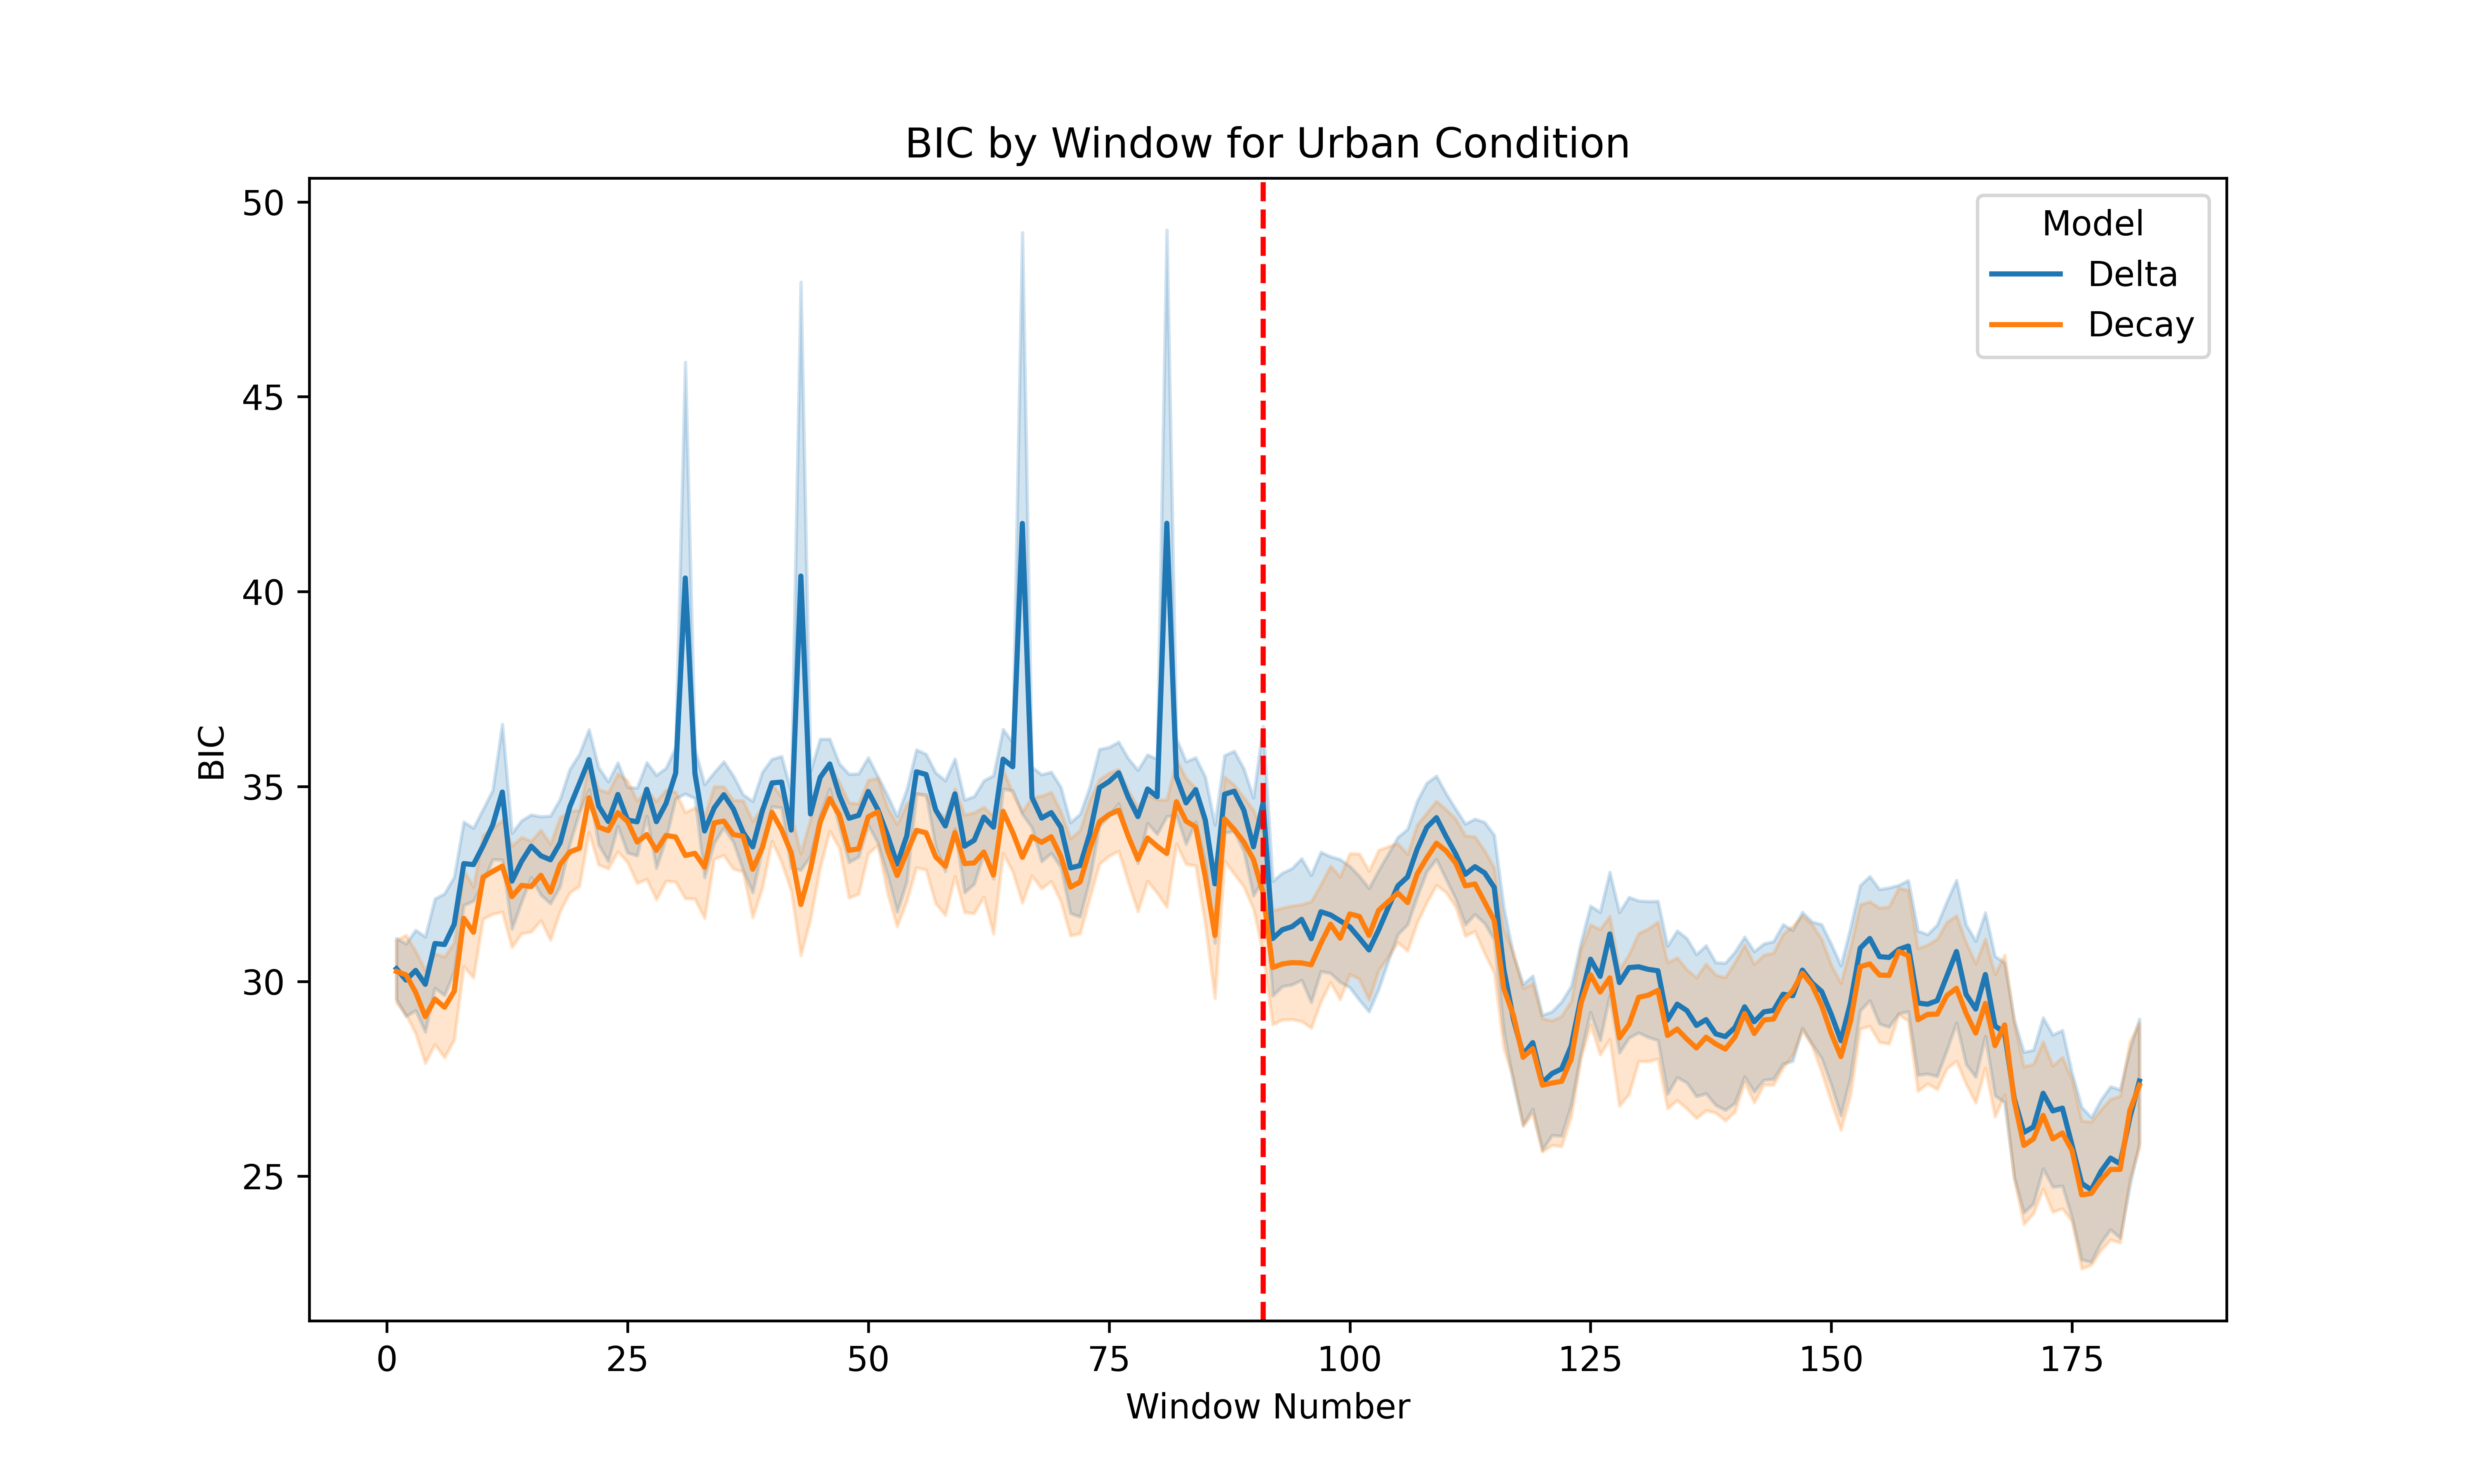 BIC by Window for Urban Condition
Model
Delta
Decay
BIC
50
45
40
35
30
25
0 25 50 75 100 125 150 175
Window Number